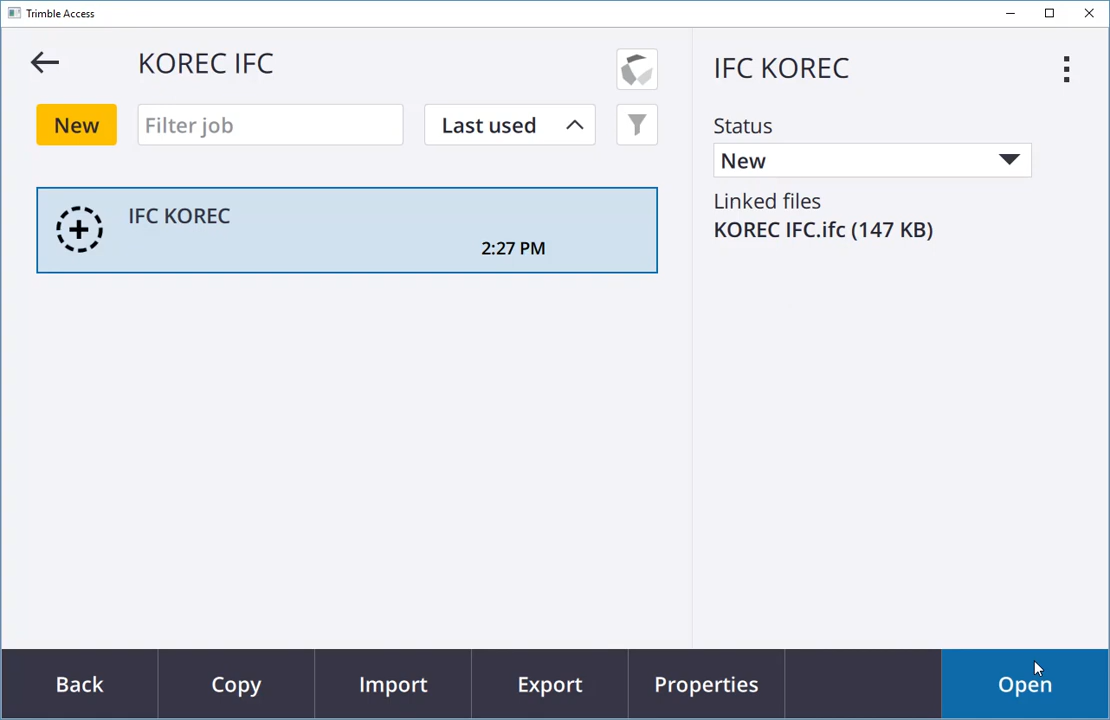 Trimble Access
KOREC IFC
New
Filter job
Last used
IFC KOREC
2:27 PM
IFC KOREC
Status
New
Linked files
KOREC IFC.ifc (147 KB)
Back
Copy
Import
Export
Properties
Open